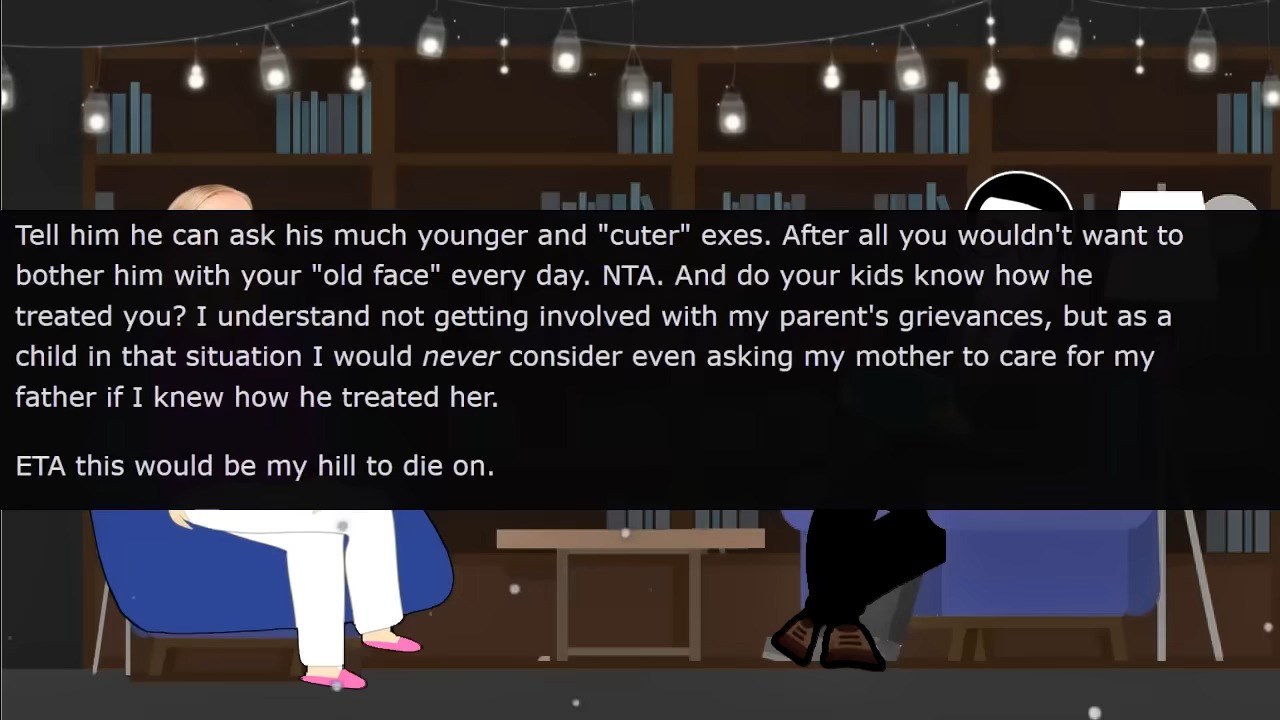 Tell him he can ask his much younger and "cuter" exes. After all you wouldn't want to
bother him with your "old face" every day. NTA. And do your kids know how he
treated you? I understand not getting involved with my parent's grievances, but as a
child in that situation I would never consider even asking my mother to care for my
father if I knew how he treated her.
ETA this would be my hill to die on.